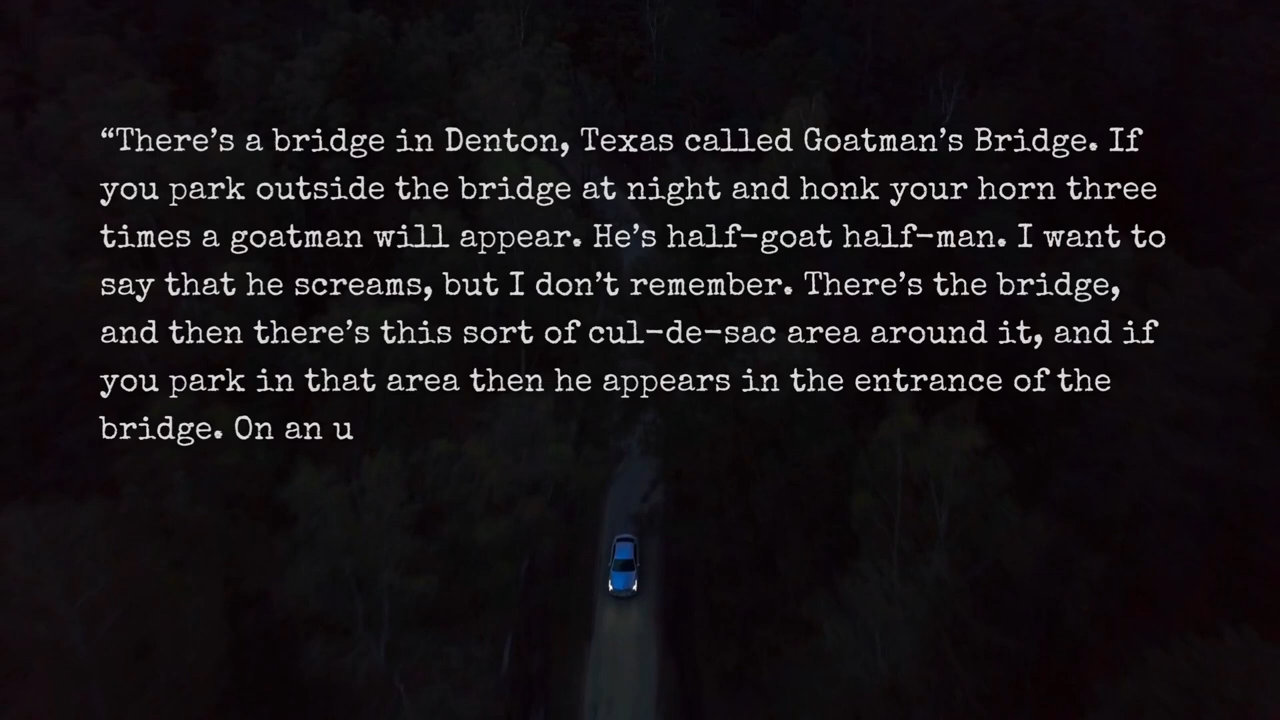 “There’s a bridge in Denton, Texas called Goatman’s Bridge. If
you park outside the bridge at night and honk your horn three
times a goatman will appear. He’s half-goat half-man. I want to
say that he screams, but I don’t remember. There’s the bridge,
and then there’s this sort of cul-de-sac area around it, and if
you park in that area then he appears in the entrance of the
bridge. On an u